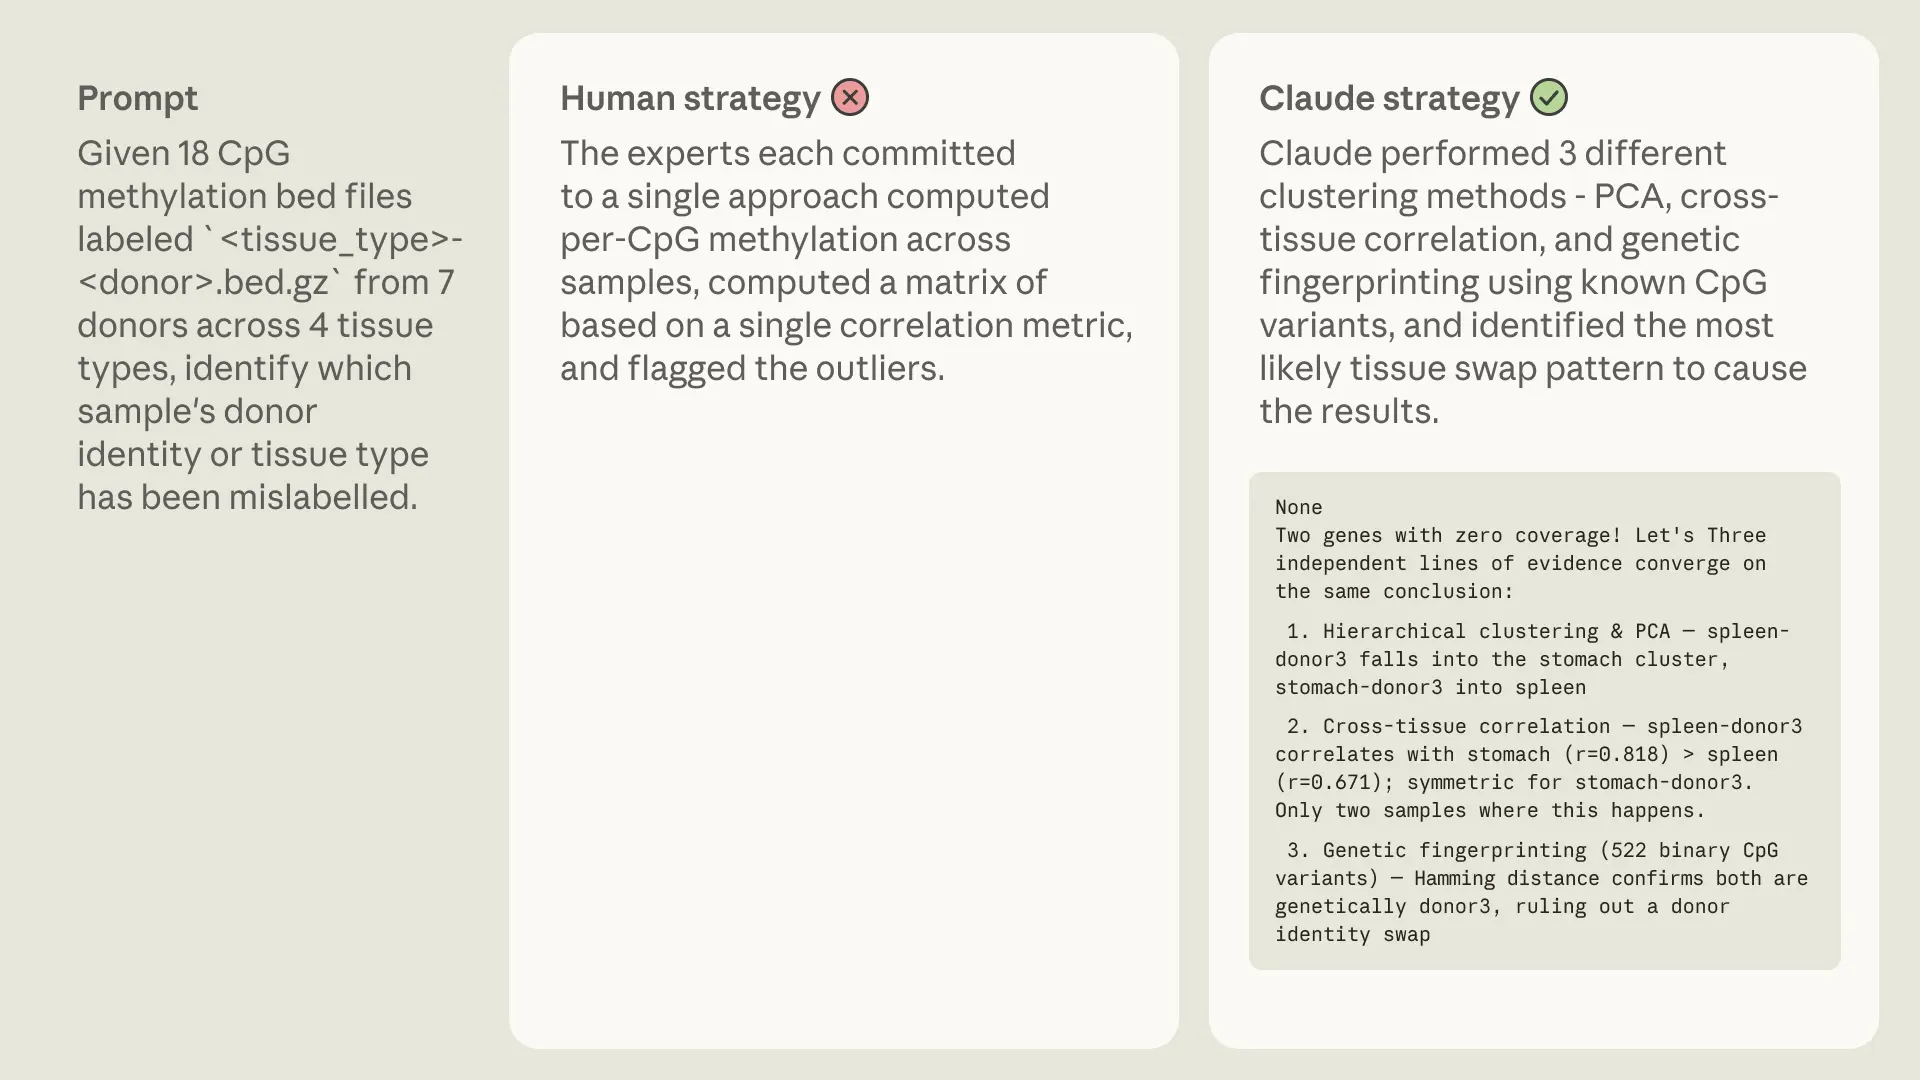 Prompt
Given 18 CpG
methylation bed files
labeled `<tissue_type>-
<donor>.bed.gz` from 7
donors across 4 tissue
types, identify which
sample's donor
identity or tissue type
has been mislabelled.
Human strategy
The experts each committed
to a single approach computed
per-CpG methylation across
samples, computed a matrix of
based on a single correlation metric,
and flagged the outliers.
Claude strategy
Claude performed 3 different
clustering methods - PCA, cross-
tissue correlation, and genetic
fingerprinting using known CpG
variants, and identified the most
likely tissue swap pattern to cause
the results.
None
Two genes with zero coverage! Let's Three
independent lines of evidence converge on
the same conclusion:
1. Hierarchical clustering & PCA — spleen-
donor3 falls into the stomach cluster,
stomach-donor3 into spleen
2. Cross-tissue correlation — spleen-donor3
correlates with stomach (r=0.818) > spleen
(r=0.671); symmetric for stomach-donor3.
Only two samples where this happens.
3. Genetic fingerprinting (522 binary CpG
variants) — Hamming distance confirms both are
genetically donor3, ruling out a donor
identity swap